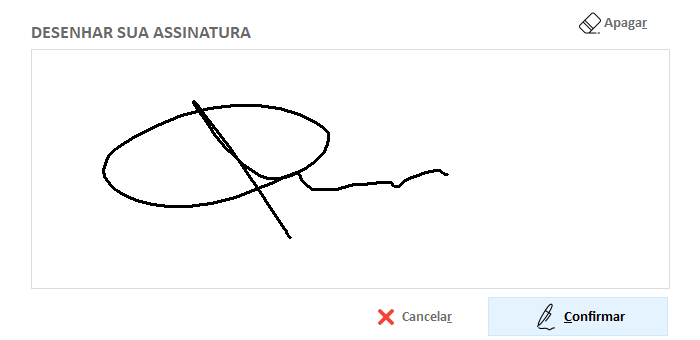 Apagar
DESENHAR SUA ASSINATURA
Cancelar
Confirmar